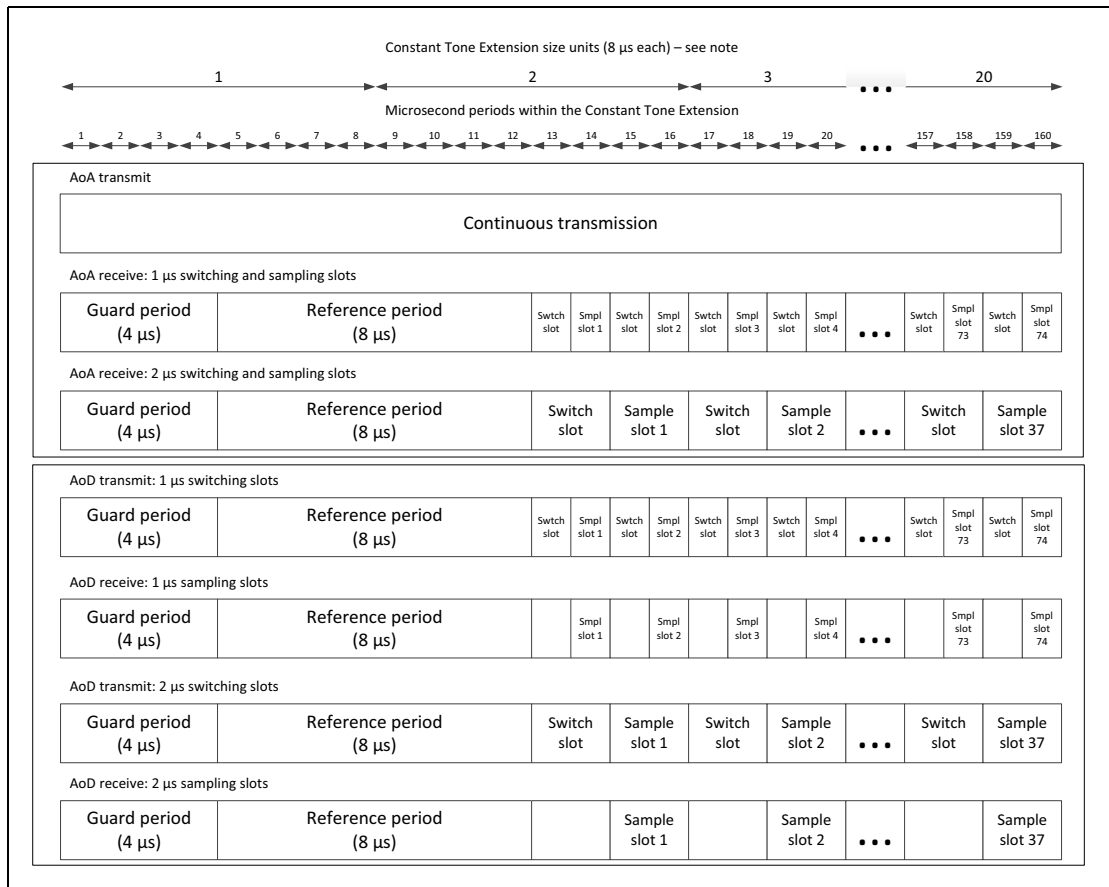 Constant Tone Extension size units (8 µs each) – see note
1 2 3 ... 20
Microsecond periods within the Constant Tone Extension
1 2 3 4 5 6 7 8 9 10 11 12 13 14 15 16 17 18 19 20 ... 157 158 159 160
AoA transmit
Continuous transmission
AoA receive: 1 µs switching and sampling slots
Guard period Reference period Swtch Smpl Swtch Smpl Swtch Smpl Swtch Smpl ... Swtch Smpl Swtch Smpl
(4 µs) (8 µs) slot slot 1 slot slot 2 slot slot 3 slot slot 4 slot slot slot slot
73 74
AoA receive: 2 µs switching and sampling slots
Guard period Reference period Switch Sample Switch Sample ... Switch Sample
(4 µs) (8 µs) slot slot 1 slot slot 2 slot slot 37
AoD transmit: 1 µs switching slots
Guard period Reference period Swtch Smpl Swtch Smpl Swtch Smpl Swtch Smpl ... Swtch Smpl Swtch Smpl
(4 µs) (8 µs) slot slot 1 slot slot 2 slot slot 3 slot slot 4 slot slot slot slot
73 74
AoD receive: 1 µs sampling slots
Guard period Reference period Smpl Smpl Smpl Smpl ... Smpl Smpl
(4 µs) (8 µs) slot 1 slot 2 slot 3 slot 4 slot slot
73 74
AoD transmit: 2 µs switching slots
Guard period Reference period Switch Sample Switch Sample ... Switch Sample
(4 µs) (8 µs) slot slot 1 slot slot 2 slot slot 37
AoD receive: 2 µs sampling slots
Guard period Reference period Sample Sample ... Sample
(4 µs) (8 µs) slot 1 slot 2 slot 37